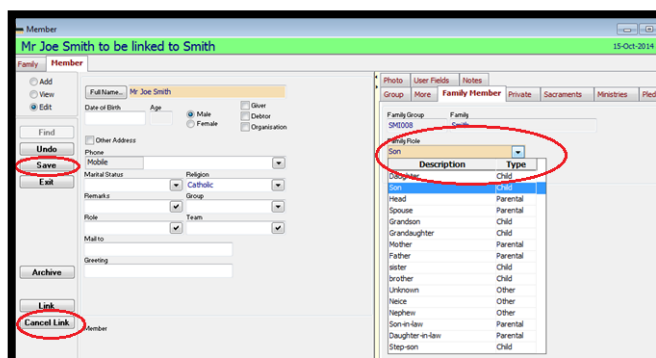 Member
Mr Joe Smith to be linked to Smith
15-Oct-2014
Family
Member
Add
View
Edit
Find
Undo
Save
Exit
Archive
Link
Cancel Link
Full Name...
Mr Joe Smith
Date of Birth
Age
Male
Female
Giver
Debtor
Organisation
Other Address
Phone
Mobile
Marital Status
Religion
Catholic
Remarks
Group
Role
Team
Mail to
Greeting
Member
Photo
User Fields
Notes
Group
More
Family Member
Private
Sacraments
Ministries
Pled
Family Group
Family
SMI008
Smith
Family Role
Son
Description Type
Daughter Child
Son Child
Head Parental
Spouse Parental
Grandson Child
Grandaughter Child
Mother Parental
Father Parental
sister Child
brother Child
Unknown Other
Neice Other
Nephew Other
Son-in-law Parental
Daughter-in-law Parental
Step-son Child